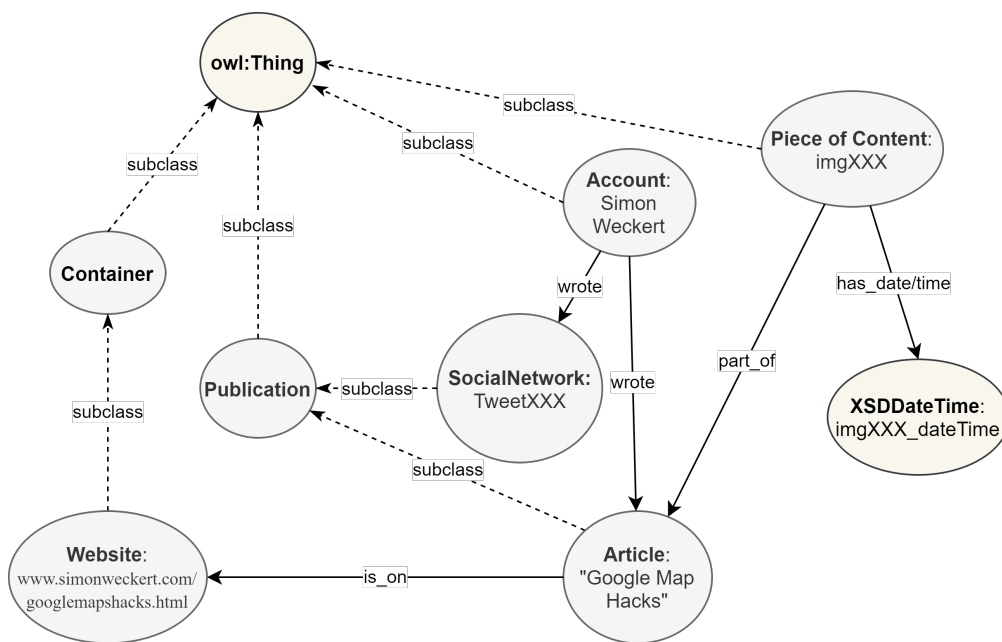 owl:Thing
subclass
Piece of Content:
imgXXX
subclass
subclass
Account:
Simon
Weckert
subclass
Container
wrote
has_date/time
part_of
subclass
Publication
subclass
SocialNetwork:
TweetXXX
wrote
XSDDateTime:
imgXXX_dateTime
subclass
Website:
www.simonweckert.com/
googlemapshacks.html
is_on
Article:
"Google Map
Hacks"